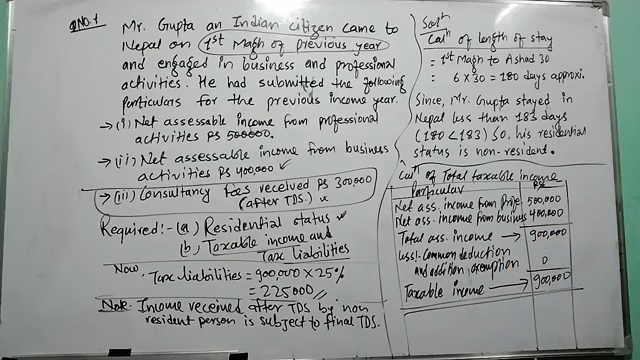 QNO.1 Mr. Gupta an Indian citizen came to
Nepal on 1st Magh of previous year
and engaged in business and professional
activities. He had submitted the following
Particulars for the previous income year.
→ (i) Net assessable income from professional
activities Rs 500000.
→ (ii) Net assessable income from business
activities Rs 400000
→ (iii) Consultancy fees received Rs 300000
(after TDS.) x
Required:- (a) Residential status
(b) Taxable income and
Tax liabilities
Now,
Tax liabilities = 900000 x 25%
= 225000 //
Note: Income received after TDS by non
resident person is subject to final TDS.
Solⁿ
Calⁿ of length of stay
= 1st Magh to Ashad 30
= 6 x 30 = 180 days approxi.
Since, Mr. Gupta stayed in
Nepal less than 183 days
(180 < 183) So his residential
status is non-resident.
Calⁿ of Total taxable income
Particular Rs
Net ass. income from Profe. 500,000
Net ass. income from business 400,000
Total ass. income → 900,000
Less:- Common deduction
and addition exemption 0
Taxable income → 900,000